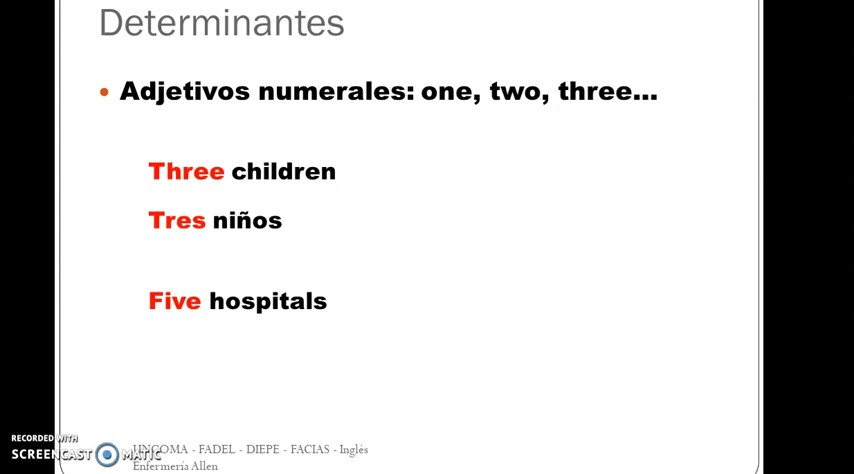 Determinantes
• Adjetivos numerales: one, two, three...
Three children
Tres niños
Five hospitals
UNCOMA - FADEL - DIEPE - FACIAS - Inglés
Enfermería Allen
RECORDED WITH
SCREENCAST MATIC